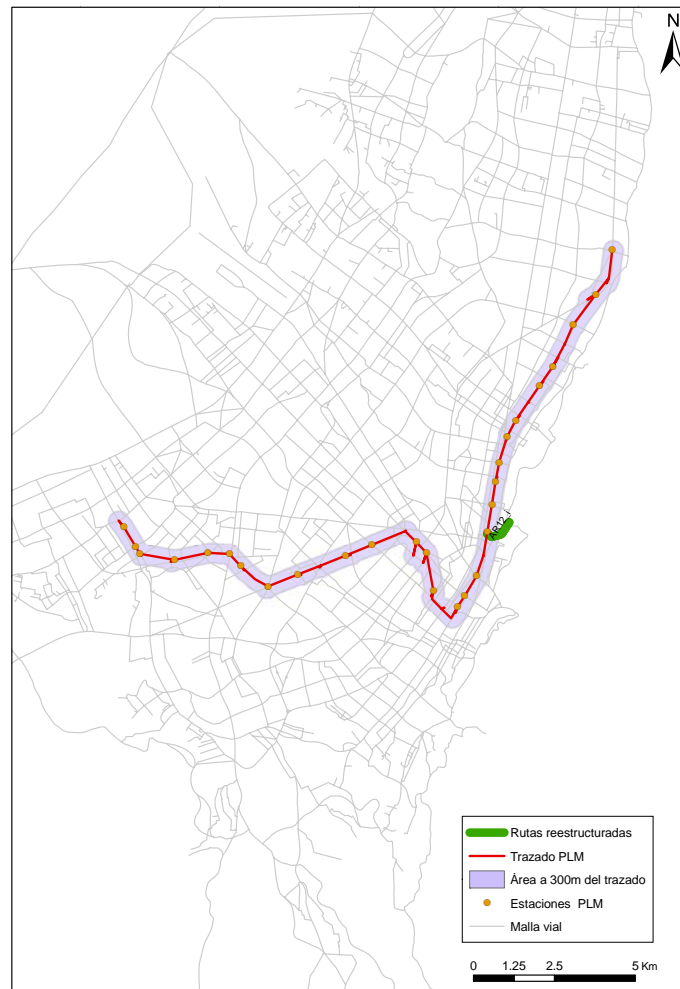 N
AR12_i
Rutas reestructuradas
Trazado PLM
Área a 300m del trazado
Estaciones PLM
Malla vial
0 1.25 2.5 5 Km